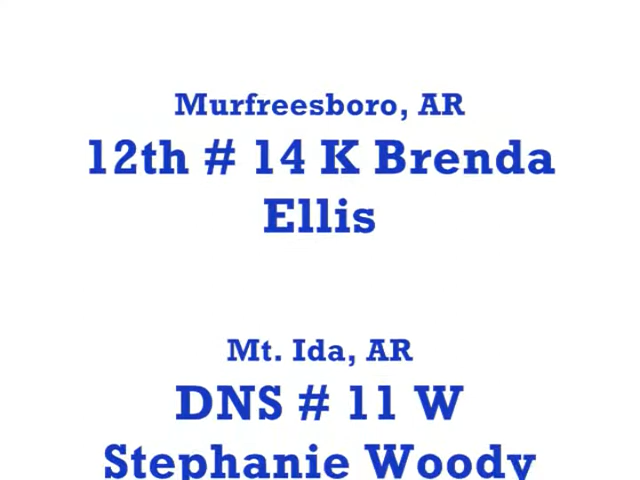 Murfreesboro, AR
12th # 14 K Brenda
Ellis
Mt. Ida, AR
DNS # 11 W
Stephanie Woody